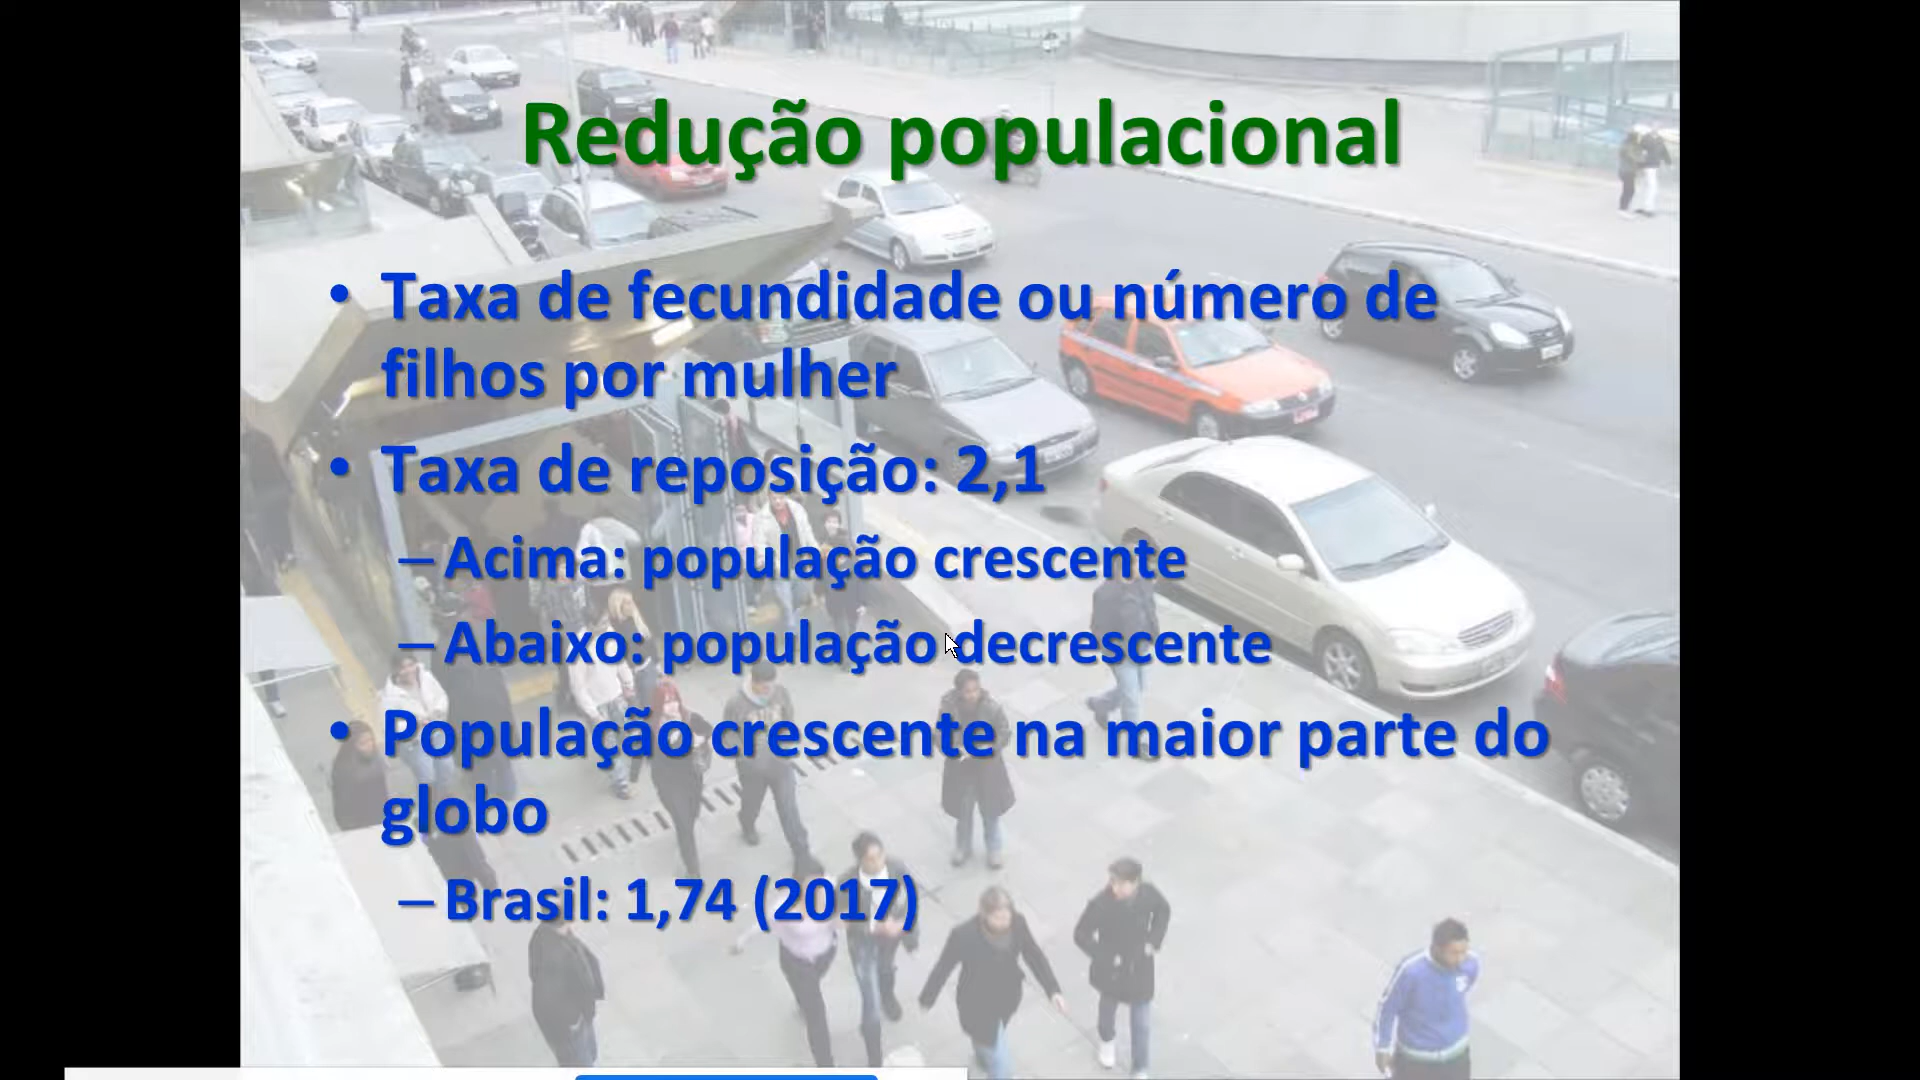 Redução populacional
• Taxa de fecundidade ou número de
filhos por mulher
• Taxa de reposição: 2,1
– Acima: população crescente
– Abaixo: população decrescente
• População crescente na maior parte do
globo
– Brasil: 1,74 (2017)